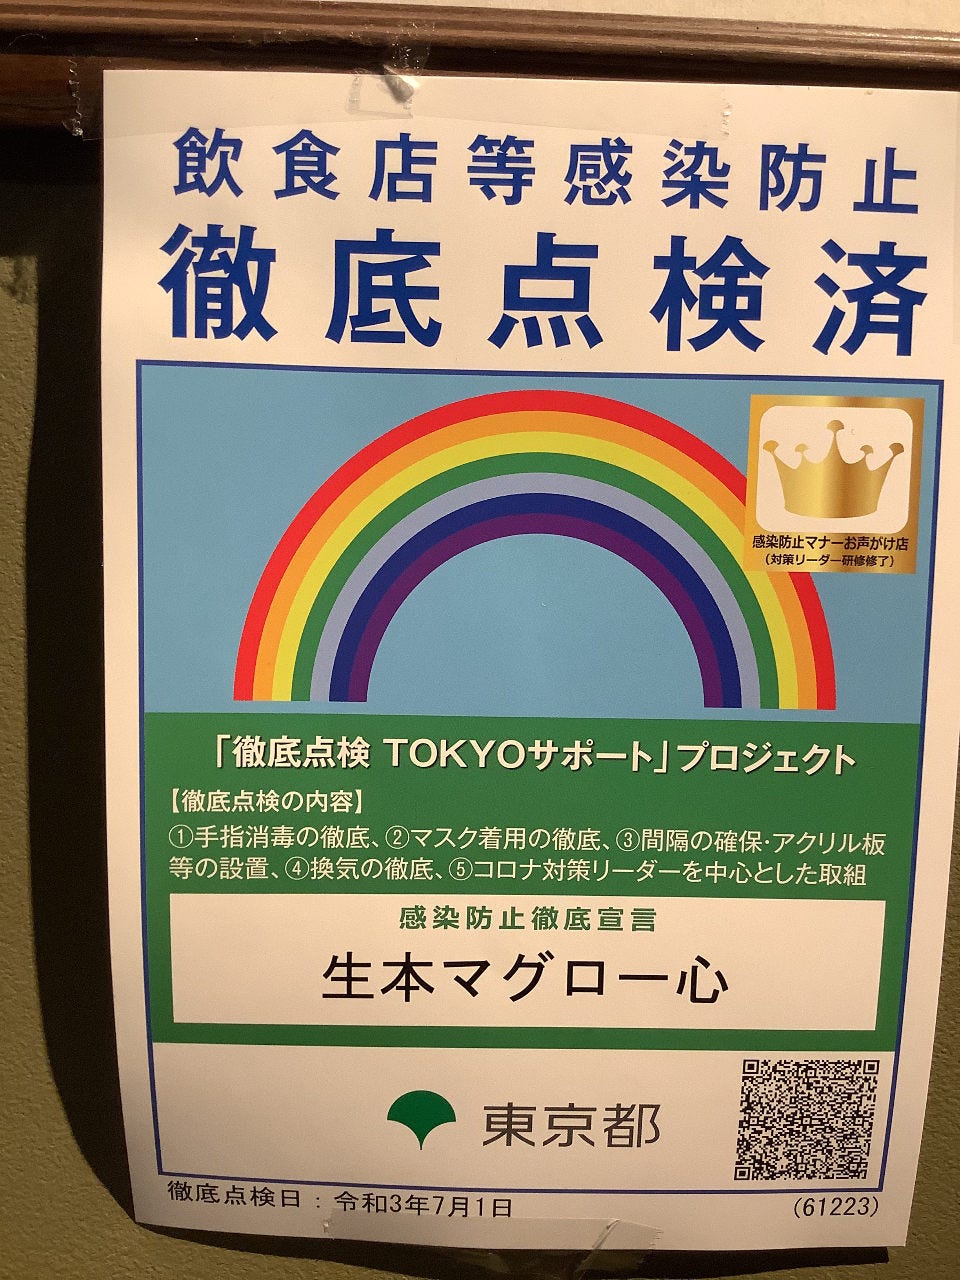 飲食店等感染防止
徹底点検済
感染防止マナーお声がけ店
（対策リーダー研修修了）
「徹底点検 TOKYOサポート」プロジェクト
【徹底点検の内容】
①手指消毒の徹底、②マスク着用の徹底、③間隔の確保・アクリル板
等の設置、④換気の徹底、⑤コロナ対策リーダーを中心とした取組
感染防止徹底宣言
生本マグロ一心
東京都
徹底点検日：令和3年7月1日
(61223)